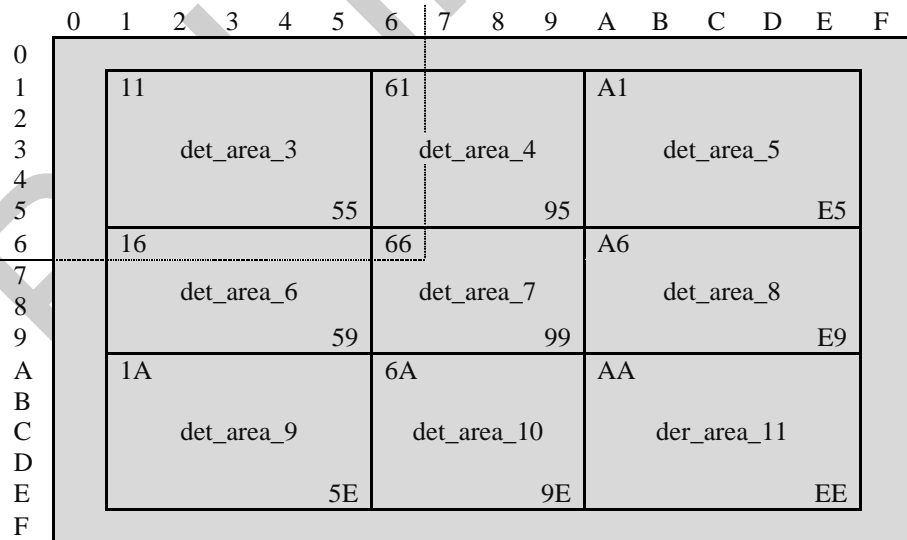 0 1 2 3 4 5 6 7 8 9 A B C D E F
0
1 11 61 A1
2
3 det_area_3 det_area_4 det_area_5
4
5 55 95 E5
6 16 66 A6
7 det_area_6 det_area_7 det_area_8
8
9 59 99 E9
A 1A 6A AA
B
C det_area_9 det_area_10 der_area_11
D
E 5E 9E EE
F